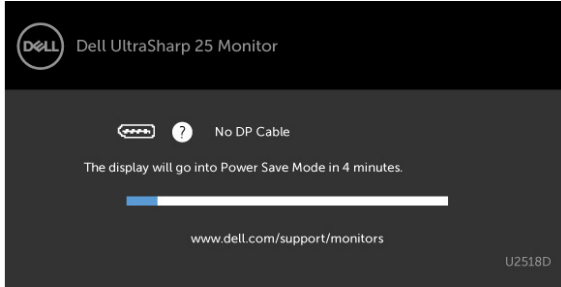 DELL
Dell UltraSharp 25 Monitor
? No DP Cable
The display will go into Power Save Mode in 4 minutes.
www.dell.com/support/monitors
U2518D